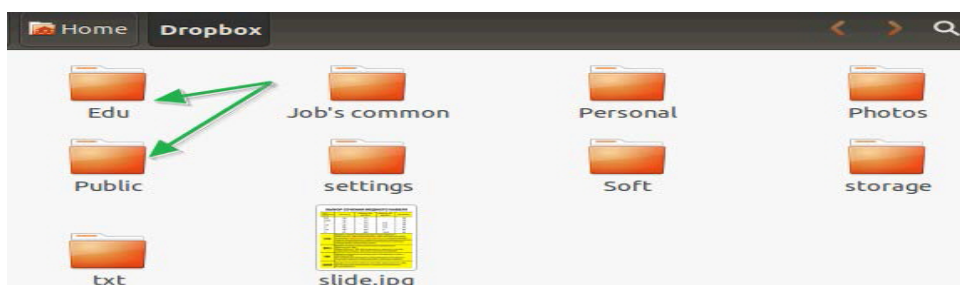 Home Dropbox
Edu Job's common Personal Photos
Public settings Soft storage
txt slide.jpg